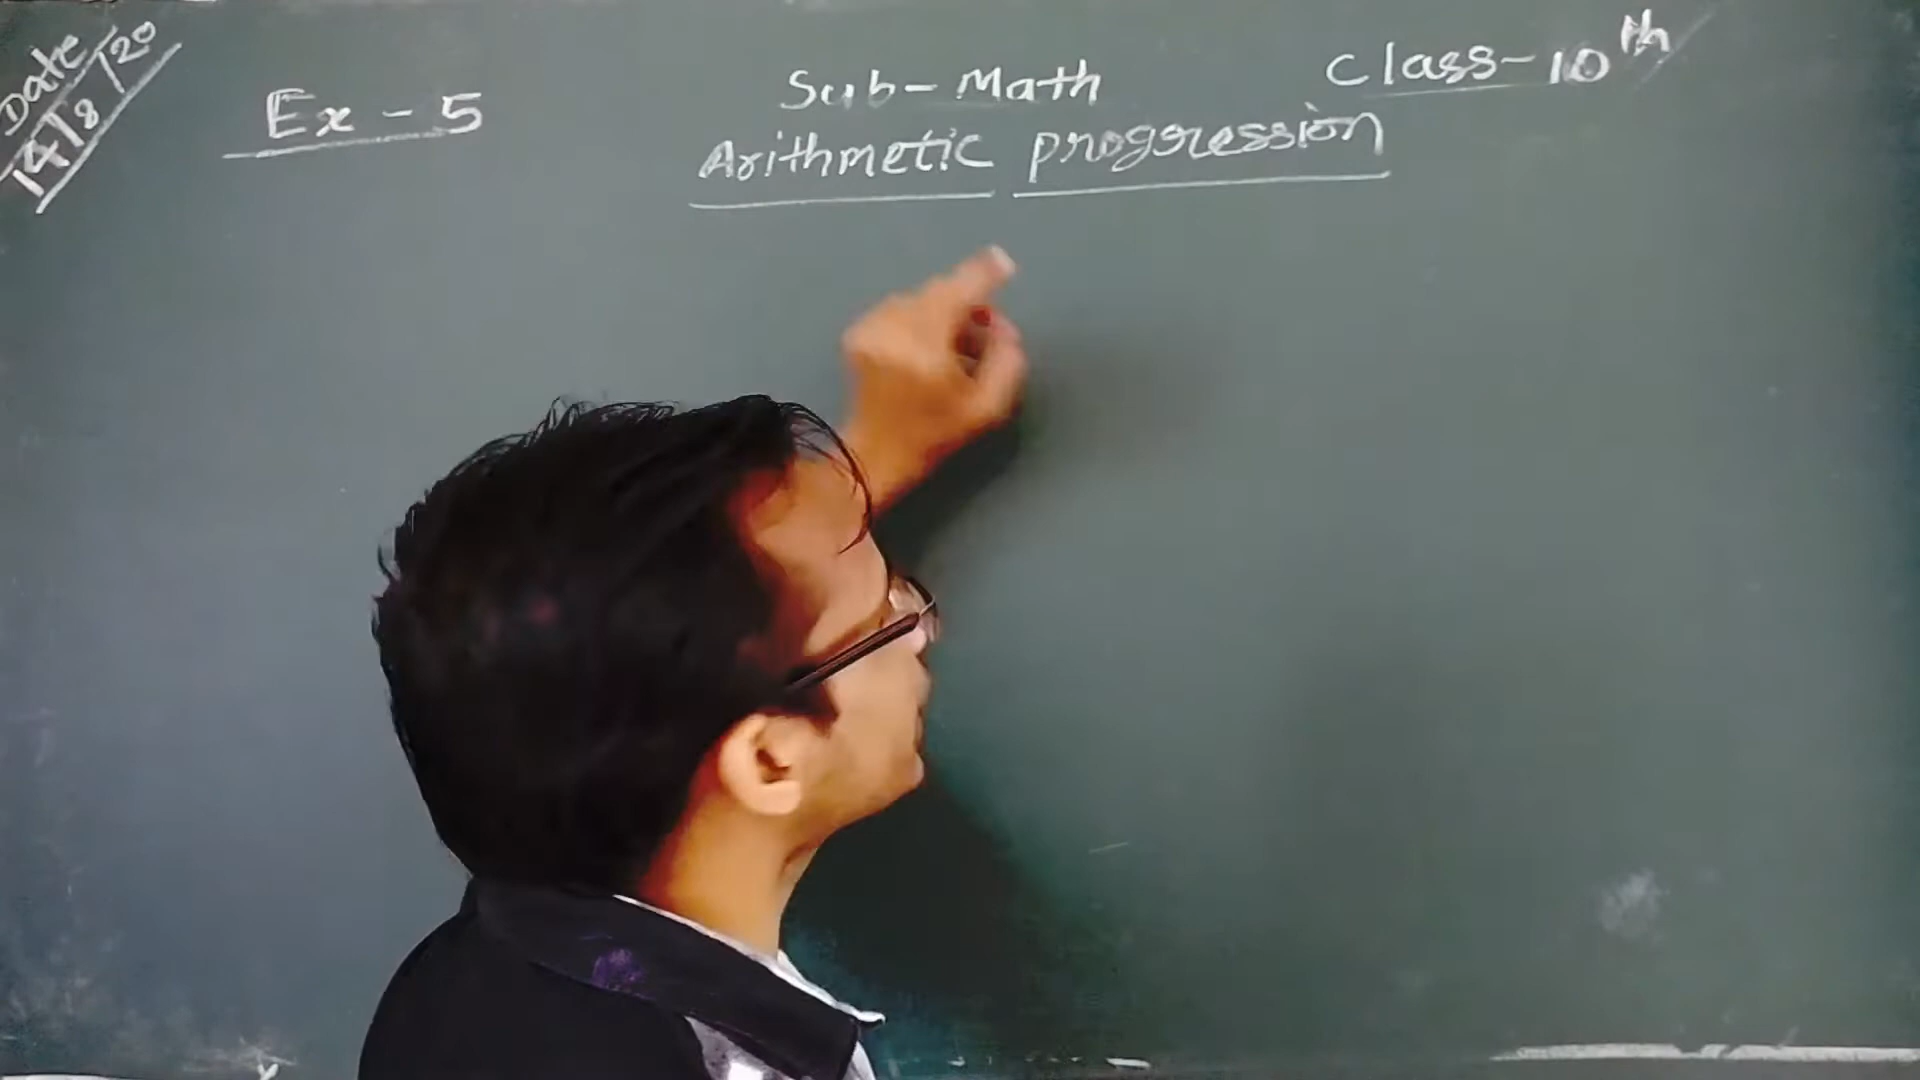 Date
14/8/20
Ex - 5
Sub - Math
Class - 10th
Arithmetic progression